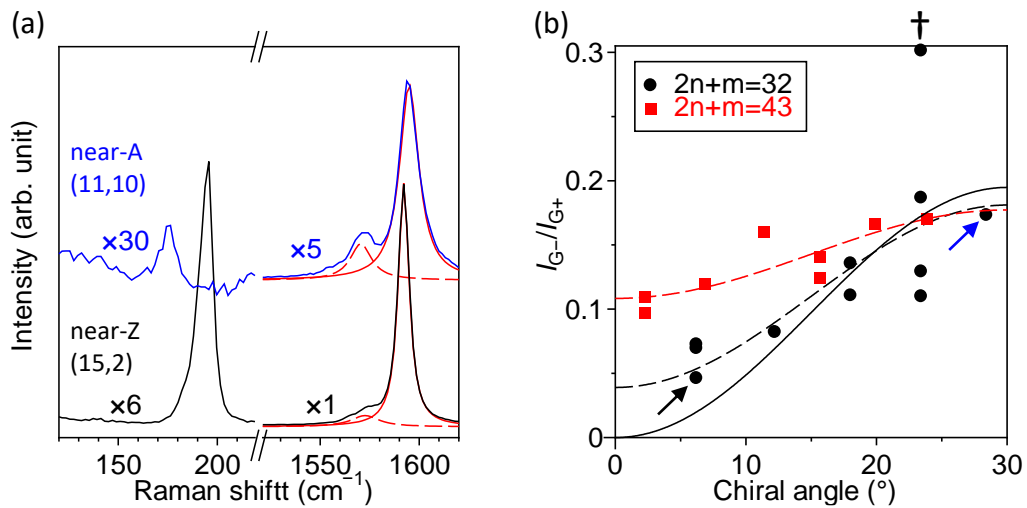 (a)
Intensity (arb. unit)
near-A
(11,10)
×30
×5
near-Z
(15,2)
×6
×1
150
200
1550
1600
Raman shiftt (cm⁻¹)
(b)
†
I_G−/I_G+
0.3
0.2
0.1
0
2n+m=32
2n+m=43
0
10
20
30
Chiral angle (°)